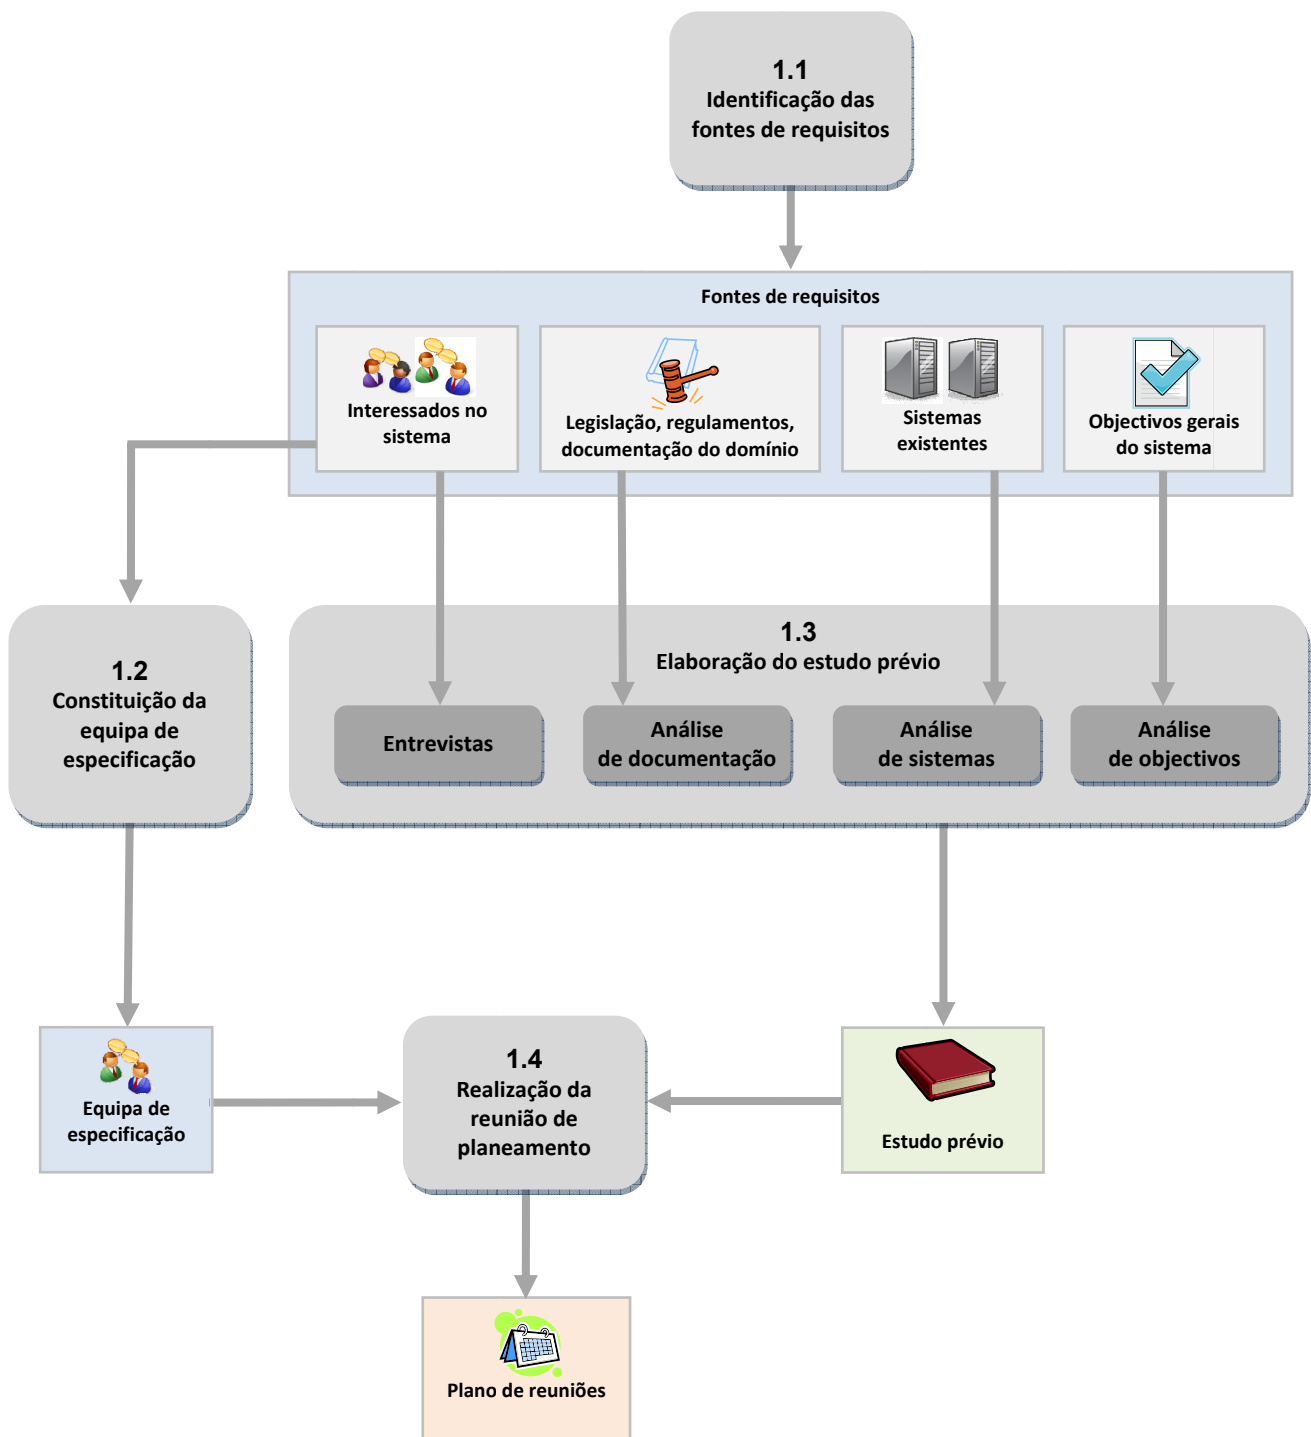 1.1
Identificação das
fontes de requisitos
Fontes de requisitos
Interessados no
sistema
Legislação, regulamentos,
documentação do domínio
Sistemas
existentes
Objectivos gerais
do sistema
1.2
Constituição da
equipa de
especificação
1.3
Elaboração do estudo prévio
Entrevistas
Análise
de documentação
Análise
de sistemas
Análise
de objectivos
Equipa de
especificação
1.4
Realização da
reunião de
planeamento
Estudo prévio
Plano de reuniões